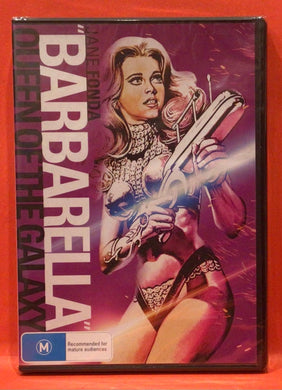 JANE FONDA
"BARBARELLA"
QUEEN OF THE GALAXY
M
Recommended for
mature audiences